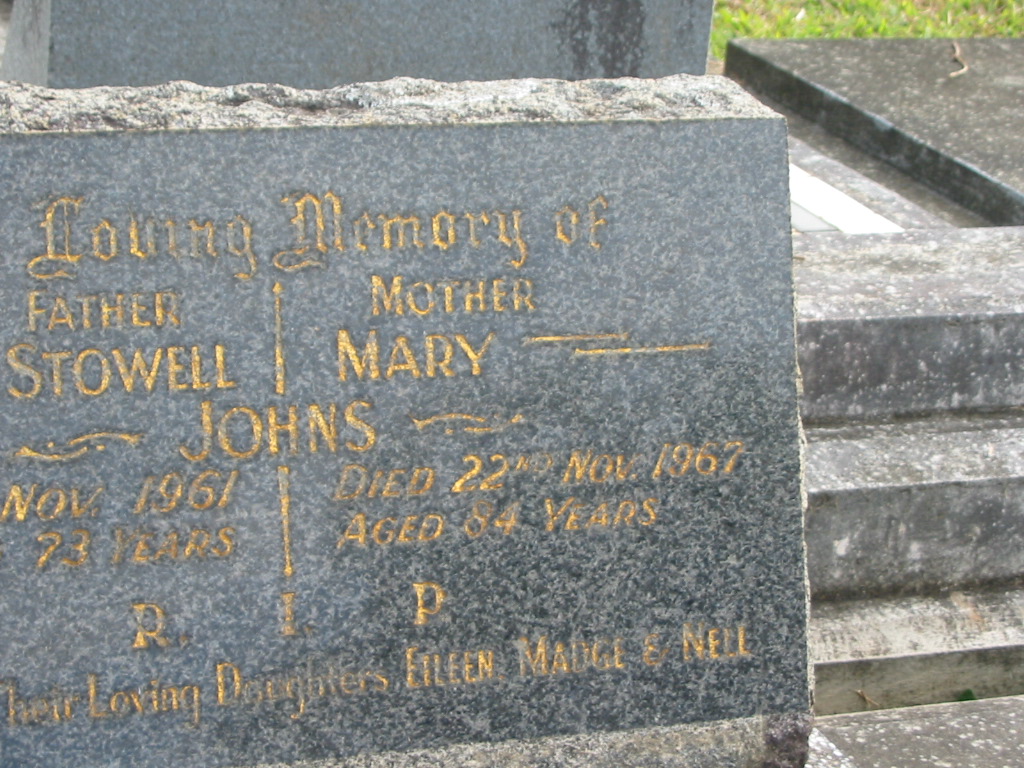 Loving Memory of
FATHER MOTHER
STOWELL MARY
JOHNS
NOV. 1961 DIED 22ND NOV. 1967
73 YEARS AGED 84 YEARS
R. I. P
Their Loving Daughters EILEEN, MADGE & NELL